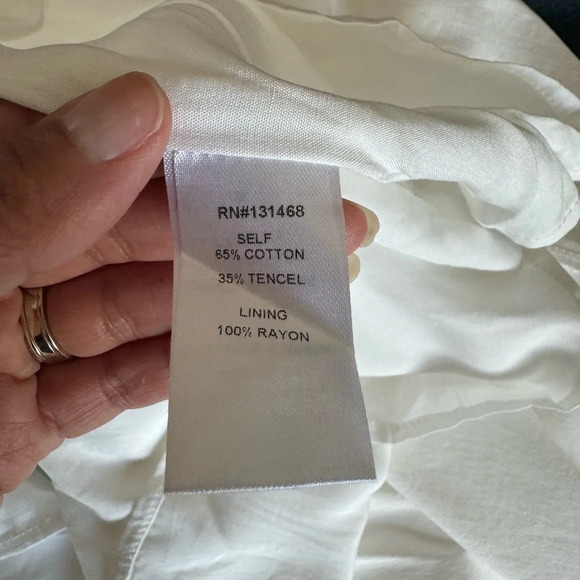 RN#131468
SELF
65% COTTON
35% TENCEL
LINING
100% RAYON